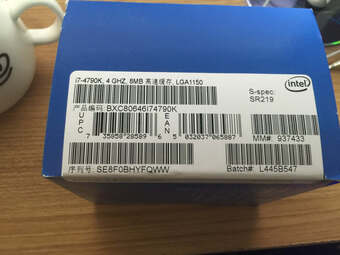 i7-4790K, 4 GHZ, 8MB 高速缓存, LGA1150
intel
S-spec:
SR219
产品编码 BXC80646I74790K
UPC
EAN
MM#: 937433
序列号: SE8F0BHYFQWW
Batch#: L445B547